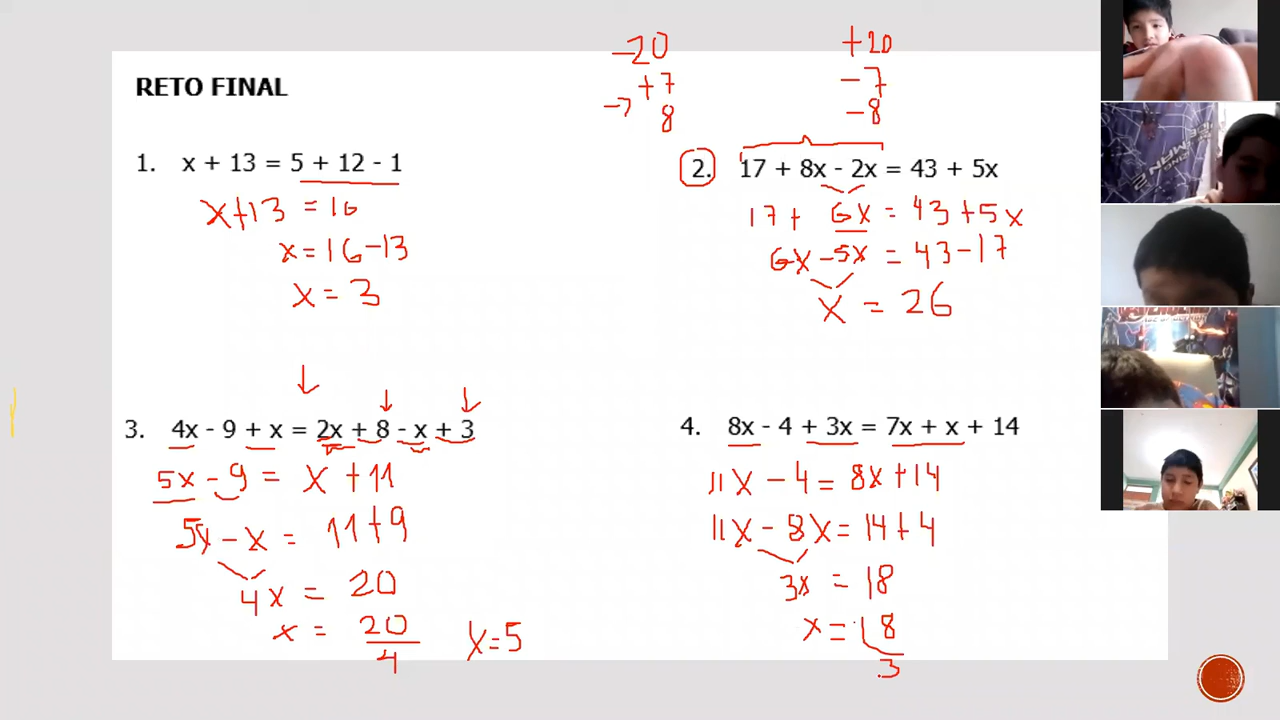 -20 +20
+7 -7
→ 8 -8
RETO FINAL
1. x + 13 = 5 + 12 - 1
x+13 = 16
x = 16-13
x = 3
2. 17 + 8x - 2x = 43 + 5x
17 + 6x = 43+5x
6x - 5x = 43-17
x = 26
3. 4x - 9 + x = 2x + 8 - x + 3
5x - 9 = x + 11
5x - x = 11+9
4x = 20
x = 20/4 x=5
4. 8x - 4 + 3x = 7x + x + 14
11x - 4 = 8x+14
11x - 8x = 14+4
3x = 18
x = 18/3